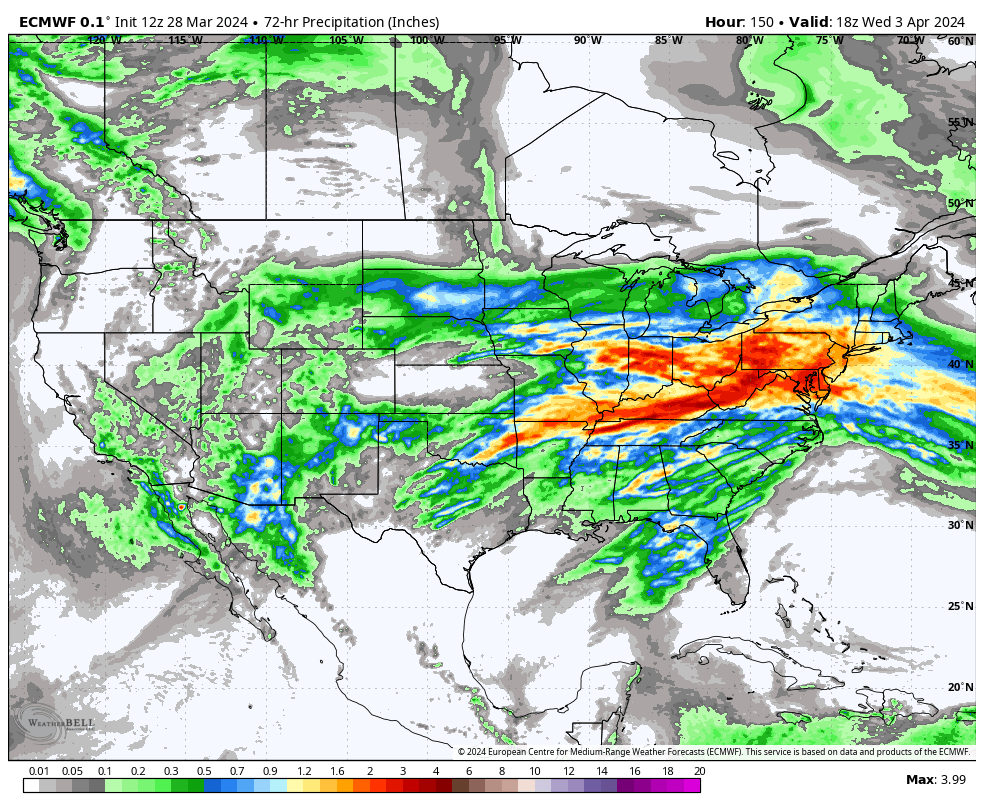 ECMWF 0.1° Init 12z 28 Mar 2024 • 72-hr Precipitation (Inches)
Hour: 150 • Valid: 18z Wed 3 Apr 2024
120°W 115°W 110°W 105°W 100°W 95°W 90°W 85°W 80°W 75°W 70°W 60°N
55°N
50°N
45°N
40°N
35°N
30°N
25°N
20°N
WEATHERBELL
© 2024 European Centre for Medium-Range Weather Forecasts (ECMWF). This service is based on data and products of the ECMWF.
0.01 0.05 0.1 0.2 0.3 0.5 0.7 0.9 1.2 1.6 2 3 4 6 8 10 12 14 16 18 20
Max: 3.99